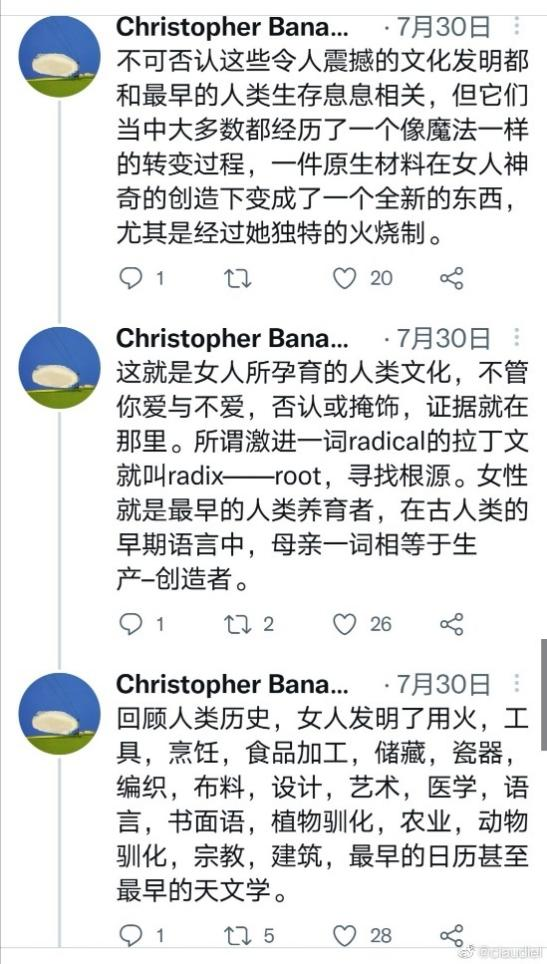 Christopher Bana... · 7月30日
不可否认这些令人震撼的文化发明都
和最早的人类生存息息相关，但它们
当中大多数都经历了一个像魔法一样
的转变过程，一件原生材料在女人神
奇的创造下变成了一个全新的东西，
尤其是经过她独特的火烧制。
1 20
Christopher Bana... · 7月30日
这就是女人所孕育的人类文化，不管
你爱与不爱，否认或掩饰，证据就在
那里。所谓激进一词radical的拉丁文
就叫radix——root，寻找根源。女性
就是最早的人类养育者，在古人类的
早期语言中，母亲一词相等于生
产–创造者。
1 2 26
Christopher Bana... · 7月30日
回顾人类历史，女人发明了用火，工
具，烹饪，食品加工，储藏，瓷器，
编织，布料，设计，艺术，医学，语
言，书面语，植物驯化，农业，动物
驯化，宗教，建筑，最早的日历甚至
最早的天文学。
1 5 28
@claudiel